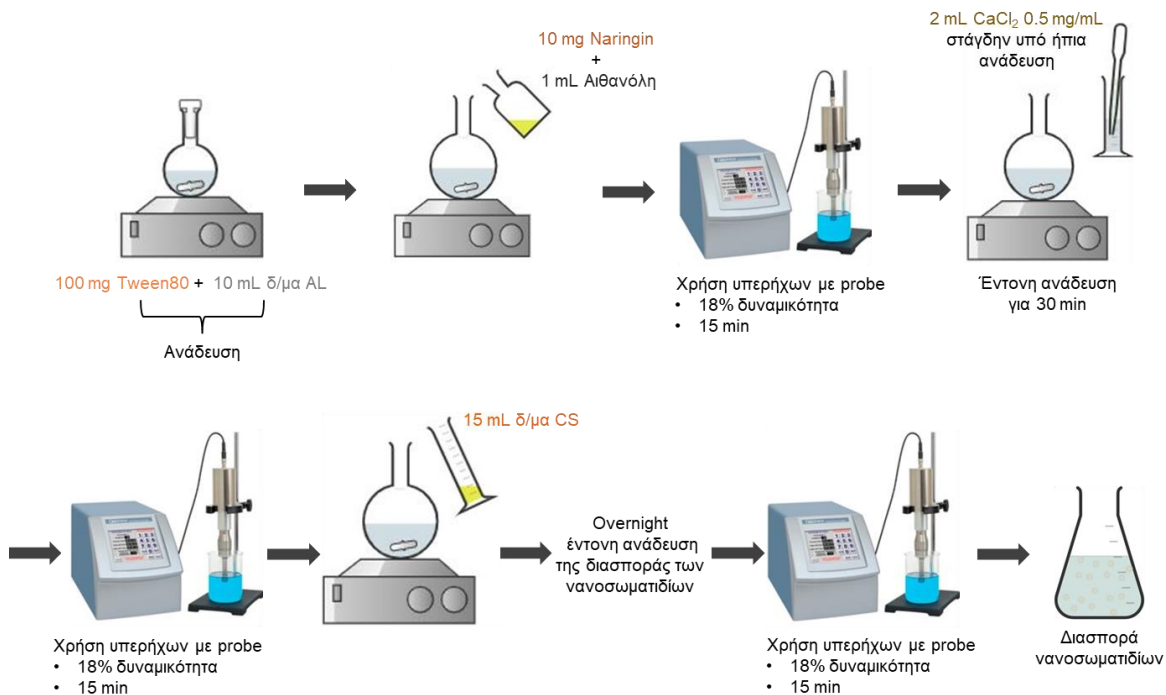 10 mg Naringin
+
1 mL Αιθανόλη
2 mL CaCl₂ 0.5 mg/mL
στάγδην υπό ήπια
ανάδευση
100 mg Tween80 + 10 mL δ/μα AL
Ανάδευση
Χρήση υπερήχων με probe
• 18% δυναμικότητα
• 15 min
Έντονη ανάδευση
για 30 min
15 mL δ/μα CS
Overnight
έντονη ανάδευση
της διασποράς των
νανοσωματιδίων
Χρήση υπερήχων με probe
• 18% δυναμικότητα
• 15 min
Χρήση υπερήχων με probe
• 18% δυναμικότητα
• 15 min
Διασπορά
νανοσωματιδίων